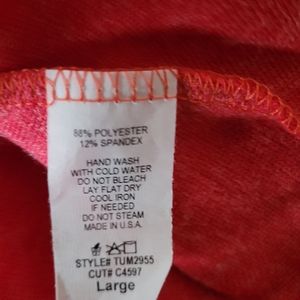 88% POLYESTER
12% SPANDEX
HAND WASH
WITH COLD WATER
DO NOT BLEACH
LAY FLAT DRY
COOL IRON
IF NEEDED
DO NOT STEAM
MADE IN U.S.A.
STYLE# TUM2955
CUT# C4597
Large